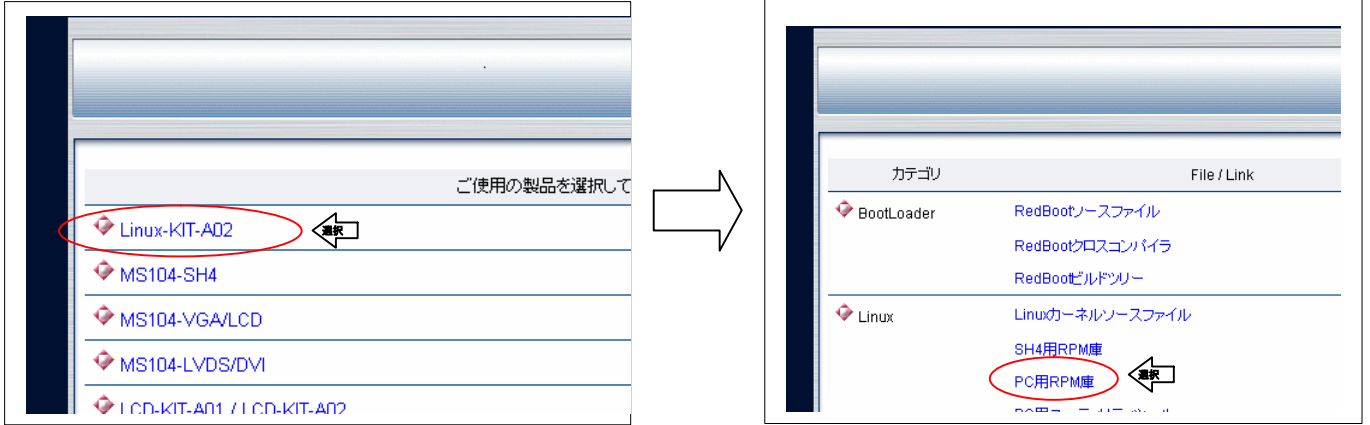 ご使用の製品を選択して
Linux-KIT-A02
選択
MS104-SH4
MS104-VGA/LCD
MS104-LVDS/DVI
LCD-KIT-A01 / LCD-KIT-A02
カテゴリ File / Link
BootLoader RedBootソースファイル
RedBootクロスコンパイラ
RedBootビルドツリー
Linux Linuxカーネルソースファイル
SH4用RPM庫
PC用RPM庫
選択